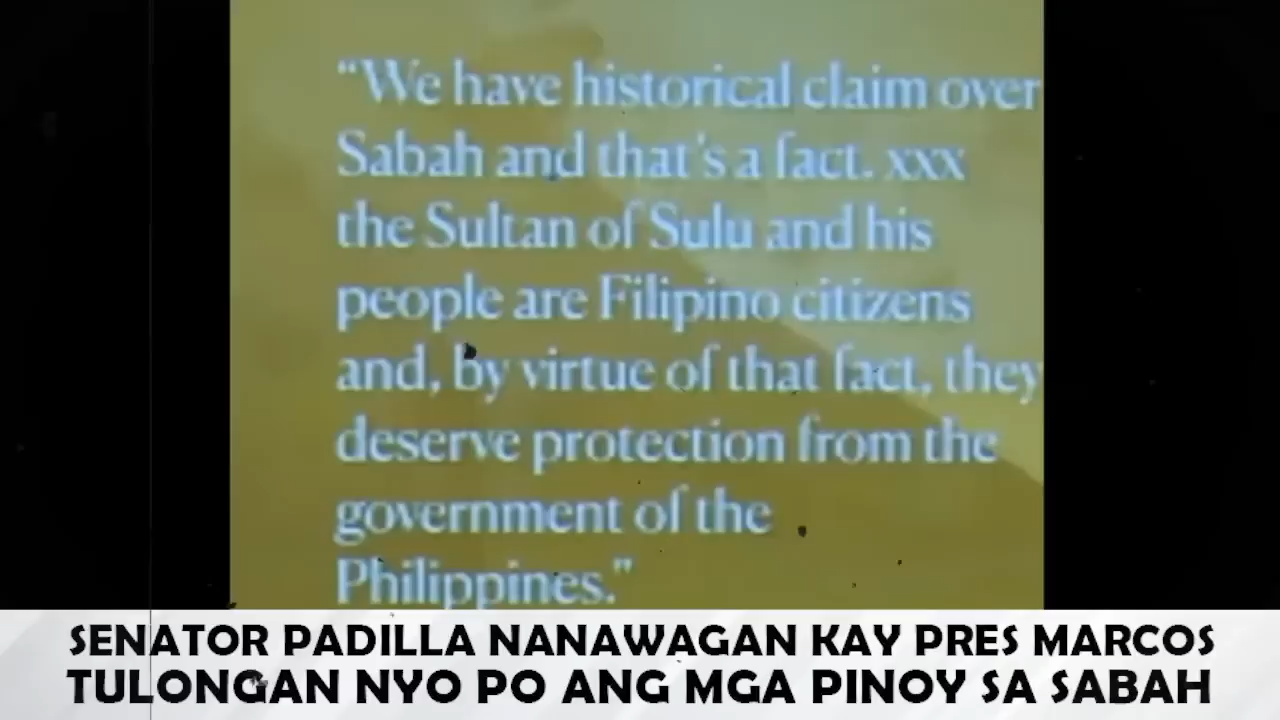 “We have historical claim over
Sabah and that's a fact. xxx
the Sultan of Sulu and his
people are Filipino citizens
and, by virtue of that fact, they
deserve protection from the
government of the
Philippines."
SENATOR PADILLA NANAWAGAN KAY PRES MARCOS
TULONGAN NYO PO ANG MGA PINOY SA SABAH